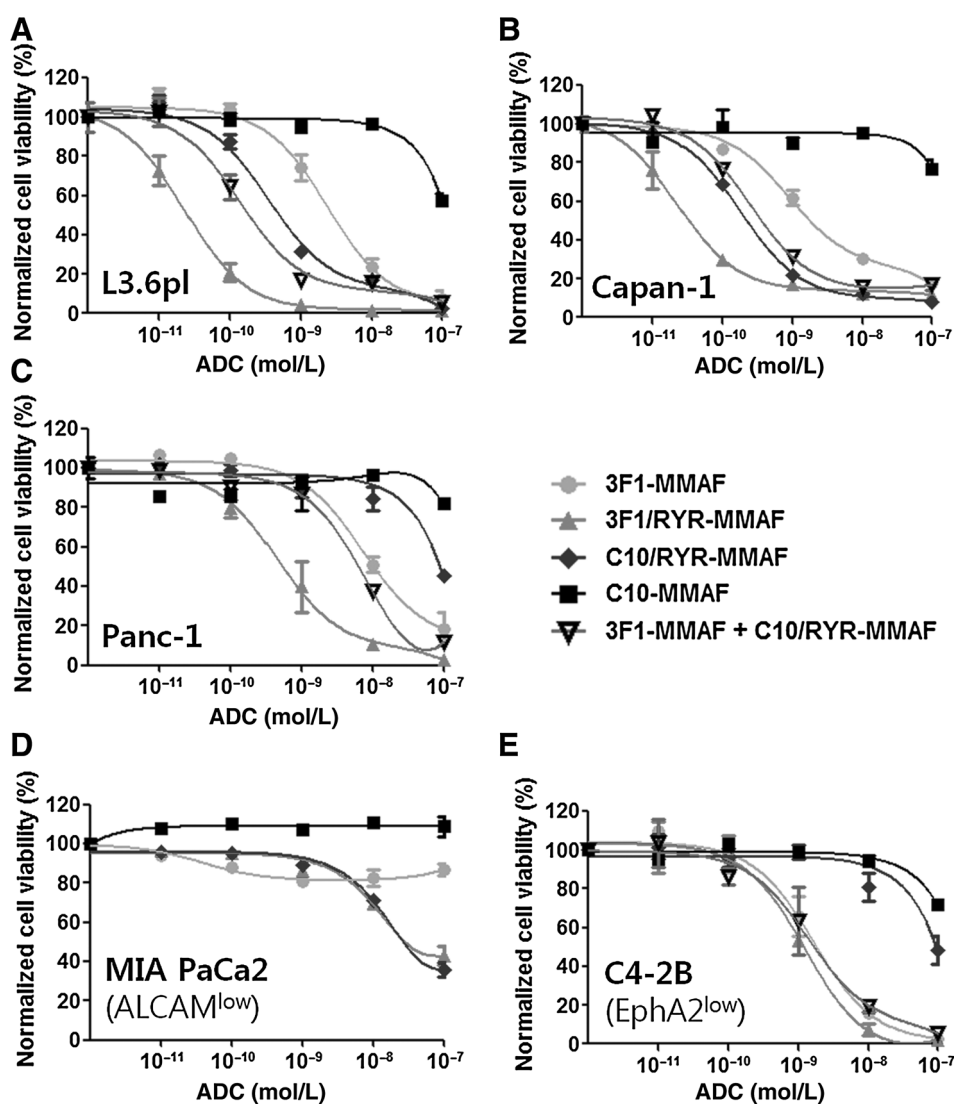 A
Normalized cell viability (%)
120
100
80
60
40
20
0
L3.6pl
10⁻¹¹ 10⁻¹⁰ 10⁻⁹ 10⁻⁸ 10⁻⁷
ADC (mol/L)
B
Normalized cell viability (%)
120
100
80
60
40
20
0
Capan-1
10⁻¹¹ 10⁻¹⁰ 10⁻⁹ 10⁻⁸ 10⁻⁷
ADC (mol/L)
C
Normalized cell viability (%)
120
100
80
60
40
20
0
Panc-1
10⁻¹¹ 10⁻¹⁰ 10⁻⁹ 10⁻⁸ 10⁻⁷
ADC (mol/L)
3F1-MMAF
3F1/RYR-MMAF
C10/RYR-MMAF
C10-MMAF
3F1-MMAF + C10/RYR-MMAF
D
Normalized cell viability (%)
120
100
80
60
40
20
0
MIA PaCa2
(ALCAMˡᵒʷ)
10⁻¹¹ 10⁻¹⁰ 10⁻⁹ 10⁻⁸ 10⁻⁷
ADC (mol/L)
E
Normalized cell viability (%)
120
100
80
60
40
20
0
C4-2B
(EphA2ˡᵒʷ)
10⁻¹¹ 10⁻¹⁰ 10⁻⁹ 10⁻⁸ 10⁻⁷
ADC (mol/L)